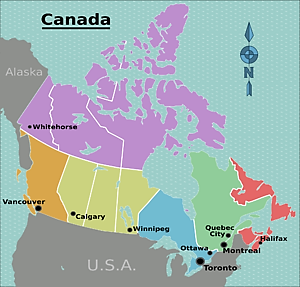 Canada
Alaska
N
Whitehorse
Vancouver
Calgary
Winnipeg
Quebec
City
Halifax
Ottawa
Montreal
Toronto
U.S.A.